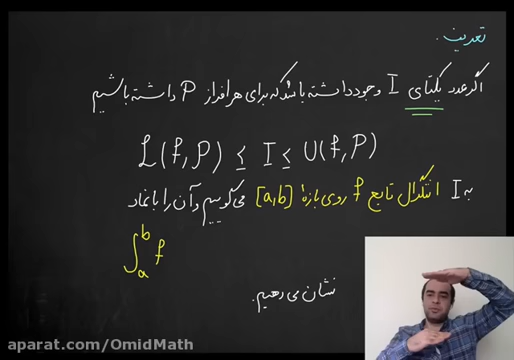 تعریف.
اگر عدد یکتای I وجود داشته باشد که برای هر افراز P داشته باشیم
L(f,P) ≤ I ≤ U(f,P)
به I انتگرال تابع f روی بازهٔ [a,b] می‌گوییم و آن را با نماد
∫ₐᵇ f
نشان می‌دهیم.
aparat.com/OmidMath